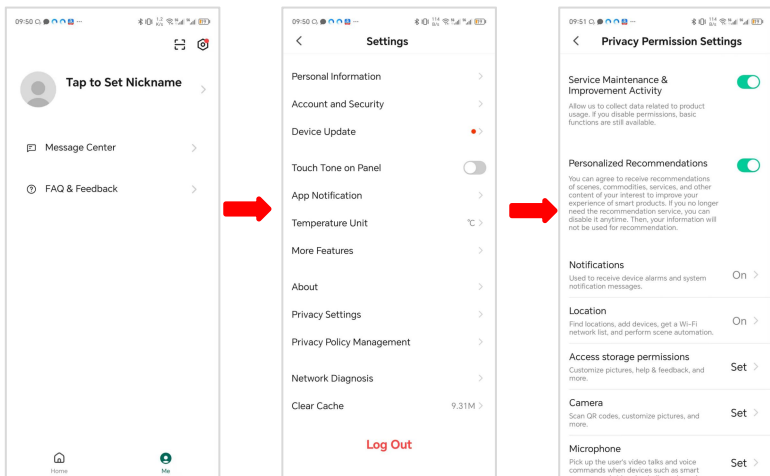 09:50
Tap to Set Nickname
Message Center
FAQ & Feedback
Home
Me
09:50
Settings
Personal Information
Account and Security
Device Update
Touch Tone on Panel
App Notification
Temperature Unit
℃
More Features
About
Privacy Settings
Privacy Policy Management
Network Diagnosis
Clear Cache
9.31M
Log Out
09:51
Privacy Permission Settings
Service Maintenance &
Improvement Activity
Allow us to collect data related to product
usage. If you disable permissions, basic
functions are still available.
Personalized Recommendations
You can agree to receive recommendations
of scenes, commodities, services, and other
content of your interest to improve your
experience of smart products. If you no longer
need the recommendation service, you can
disable it anytime. Then, your information will
not be used for recommendation.
Notifications
On
Used to receive device alarms and system
notification messages.
Location
On
Find locations, add devices, get a Wi-Fi
network list, and perform scene automation.
Access storage permissions
Set
Customize pictures, help & feedback, and
more.
Camera
Set
Scan QR codes, customize pictures, and
more.
Microphone
Set
Pick up the user's video talks and voice
commands when devices such as smart